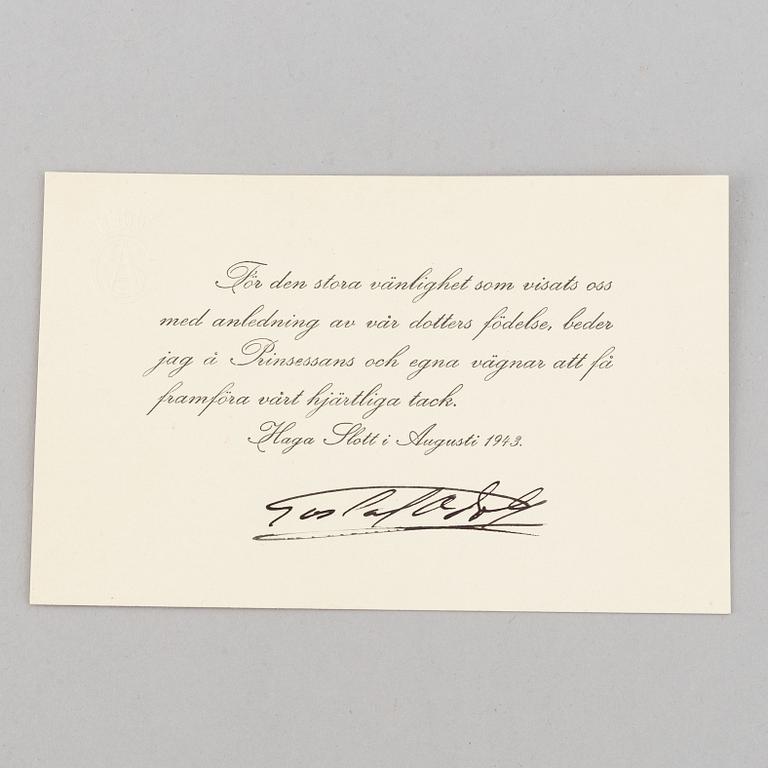 För den stora vänlighet som visats oss
med anledning av vår dotters födelse, beder
jag å Prinsessans och egna vägnar att få
framföra vårt hjärtliga tack.
Haga Slott i Augusti 1943.
Gustaf Adolf